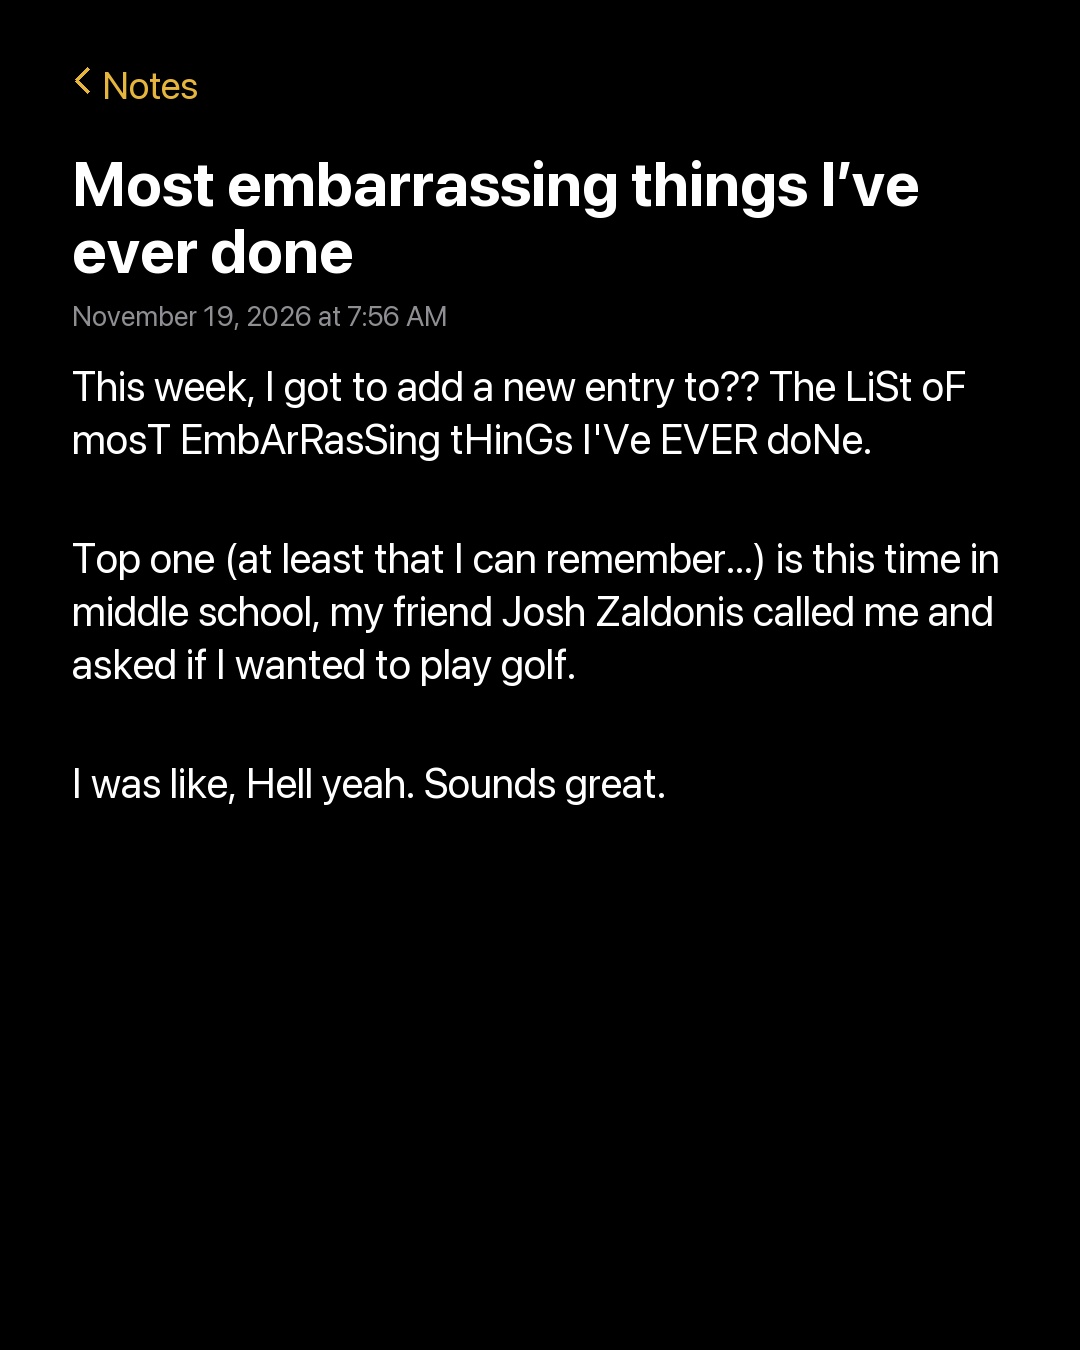 Notes
Most embarrassing things I’ve
ever done
November 19, 2026 at 7:56 AM
This week, I got to add a new entry to?? The LiSt oF
mosT EmbArRasSing tHinGs I'Ve EVER doNe.
Top one (at least that I can remember...) is this time in
middle school, my friend Josh Zaldonis called me and
asked if I wanted to play golf.
I was like, Hell yeah. Sounds great.